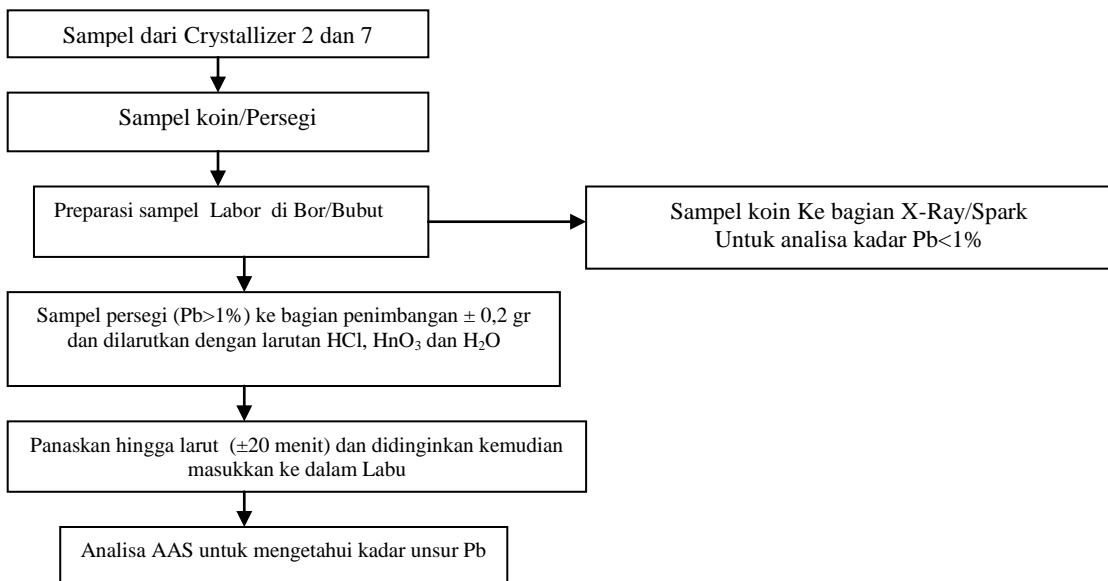 Sampel dari Crystallizer 2 dan 7
Sampel koin/Persegi
Preparasi sampel Labor di Bor/Bubut
Sampel koin Ke bagian X-Ray/Spark
Untuk analisa kadar Pb<1%
Sampel persegi (Pb>1%) ke bagian penimbangan ± 0,2 gr
dan dilarutkan dengan larutan HCl, HnO₃ dan H₂O
Panaskan hingga larut (±20 menit) dan didinginkan kemudian
masukkan ke dalam Labu
Analisa AAS untuk mengetahui kadar unsur Pb